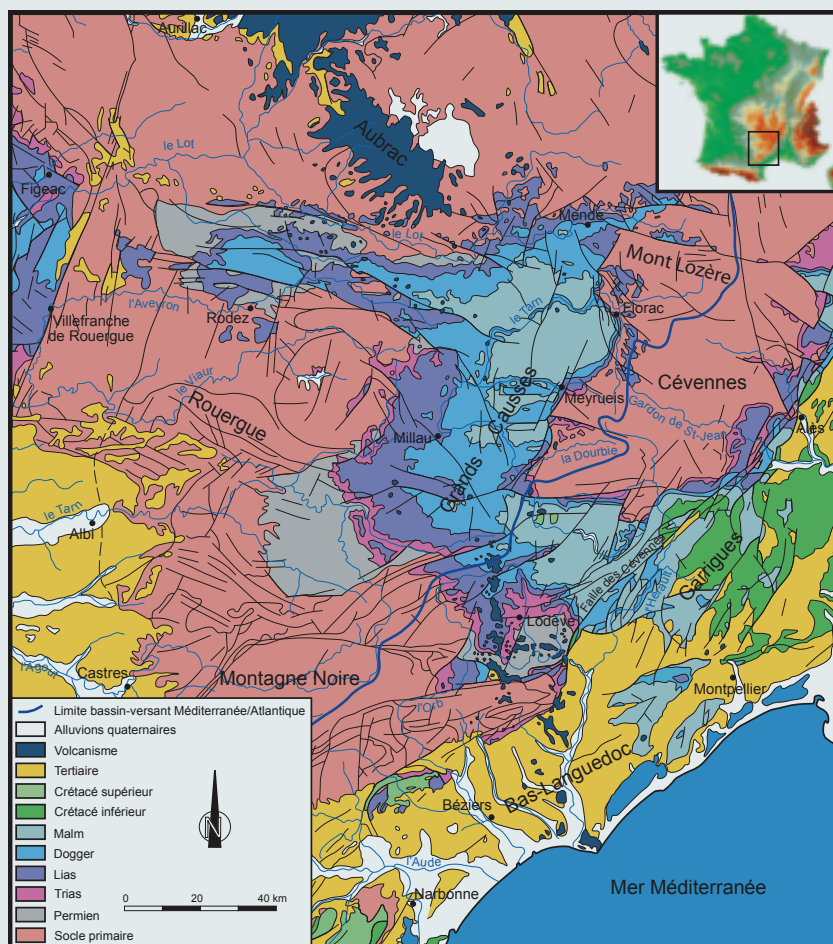 Aurillac
Aubrac
le Lot
Figeac
Mende
le Lot
Mont Lozère
le Tarn
l'Aveyron
Florac
Rodez
Villefranche
de Rouergue
Cévennes
le Viaur
Meyrueis
Rouergue
Causses
Gardon de St-Jean
Alès
Millau
la Dourbie
Grands
le Tarn
Albi
Faille des Cévennes
Garrigues
l'Hérault
Lodève
l'Agout
Castres
Montagne Noire
Montpellier
l'Orb
Bas-Languedoc
Béziers
l'Aude
Narbonne
Mer Méditerranée
Limite bassin-versant Méditerranée/Atlantique
Alluvions quaternaires
Volcanisme
Tertiaire
Crétacé supérieur
Crétacé inférieur
Malm
Dogger
Lias
Trias
Permien
Socle primaire
N
0 20 40 km